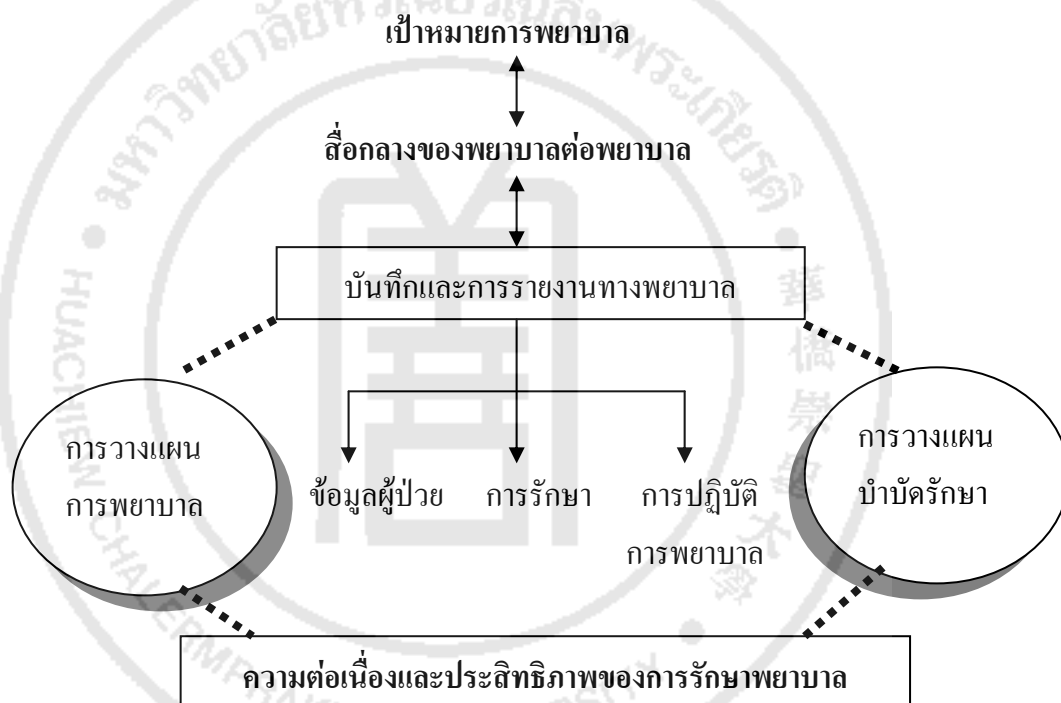 เป้าหมายการพยาบาล
สื่อกลางของพยาบาลต่อพยาบาล
บันทึกและการรายงานทางพยาบาล
การวางแผน
การพยาบาล
ข้อมูลผู้ป่วย
การรักษา
การปฏิบัติ
การพยาบาล
การวางแผน
บำบัดรักษา
ความต่อเนื่องและประสิทธิภาพของการรักษาพยาบาล